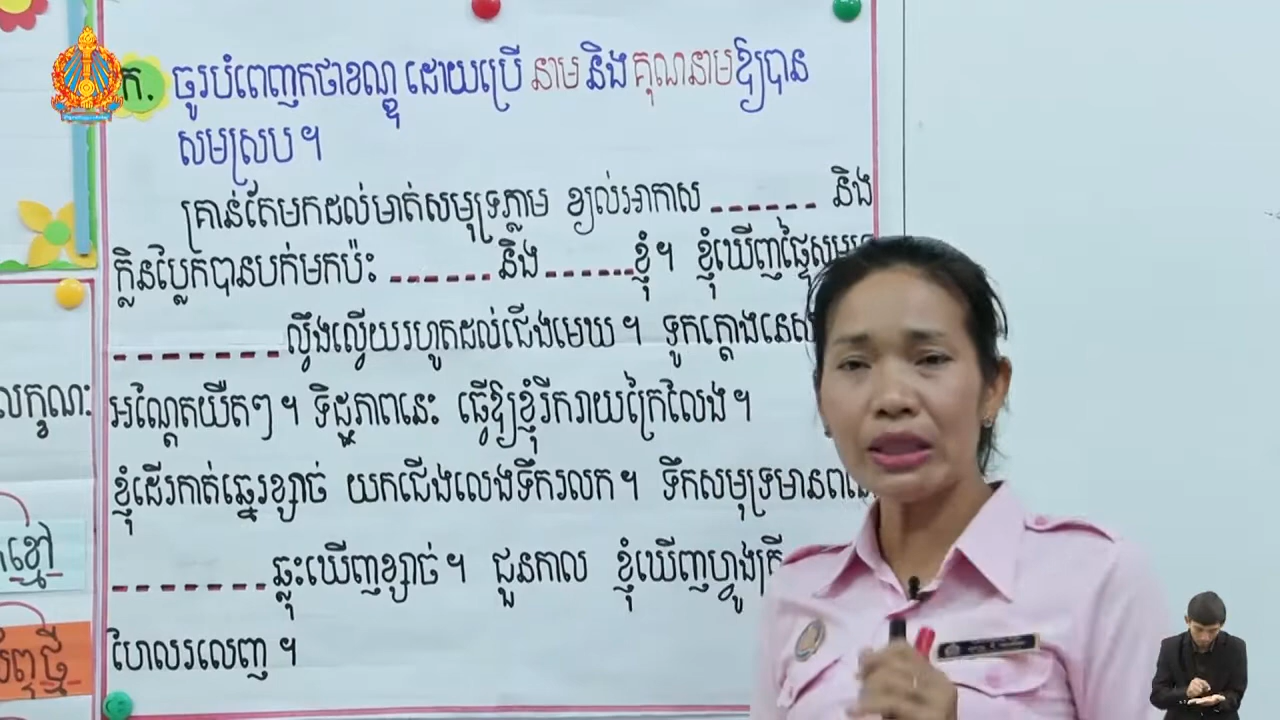 ក. ចូរបំពេញកថាខណ្ឌ ដោយប្រើ នាម និង គុណនាម ឱ្យបាន
សមស្រប ។
គ្រាន់តែមកដល់មាត់សមុទ្រភ្លាម ខ្យល់អាកាស ______ និង
ក្លិនប្លែកបានបក់មកប៉ះ ______ និង ______ ខ្ញុំ ។ ខ្ញុំឃើញផ្ទៃ
_______ ល្វឹងល្វើយរហូតដល់ជើងមេឃ ។ ទូកក្ដោង
អណ្ដែតយឺតៗ ។ ទិដ្ឋភាពនេះ ធ្វើឱ្យខ្ញុំរីករាយក្រៃលែង ។
ខ្ញុំដើរកាត់ឆ្នេរខ្សាច់ យកជើងលេងទឹករលក ។ ទឹកសមុទ្រមាន
_______ ឆ្លុះឃើញខ្សាច់ ។ ជួនកាល ខ្ញុំឃើញហ្វូងត្រី
ហែលរលេញ ។